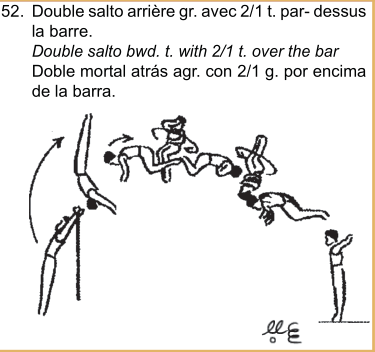 52. Double salto arrière gr. avec 2/1 t. par- dessus
la barre.
Double salto bwd. t. with 2/1 t. over the bar
Doble mortal atrás agr. con 2/1 g. por encima
de la barra.